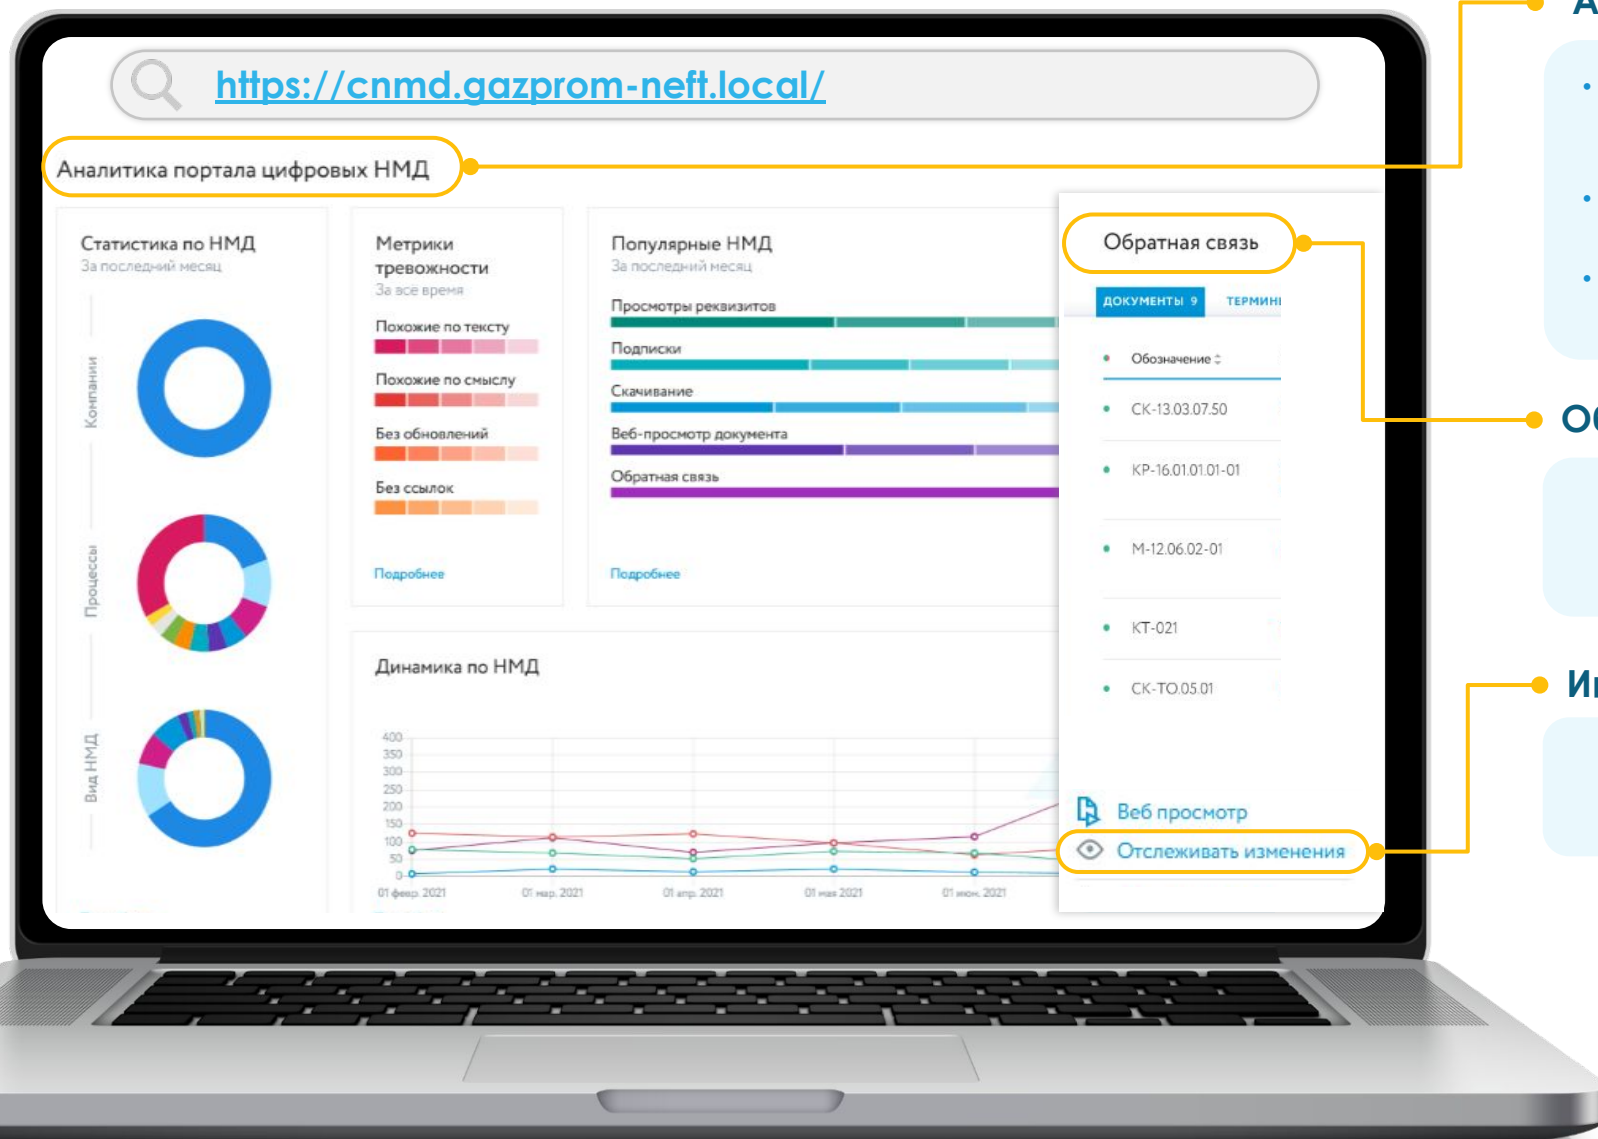 https://cnmd.gazprom-neft.local/
Аналитика портала цифровых НМД
Статистика по НМД
За последний месяц
Компании
Процессы
Вид НМД
Метрики
тревожности
За всё время
Похожие по тексту
Похожие по смыслу
Без обновлений
Без ссылок
Подробнее
Популярные НМД
За последний месяц
Просмотры реквизитов
Подписки
Скачивание
Веб-просмотр документа
Обратная связь
Подробнее
Динамика по НМД
400
350
300
250
200
150
100
50
0
01 февр. 2021
01 мар. 2021
01 апр. 2021
01 мая 2021
01 июн. 2021
Обратная связь
ДОКУМЕНТЫ 9
Обозначение
СК-13.03.07.50
КР-16.01.01.01-01
М-12.06.02-01
КТ-021
СК-ТО.05.01
Веб просмотр
Отслеживать изменения